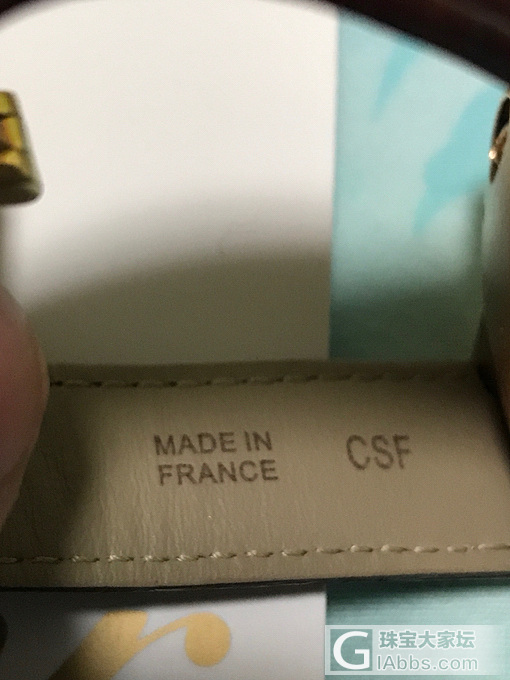 MADE IN
FRANCE
CSF
G 珠宝大家坛
iAbbs.com